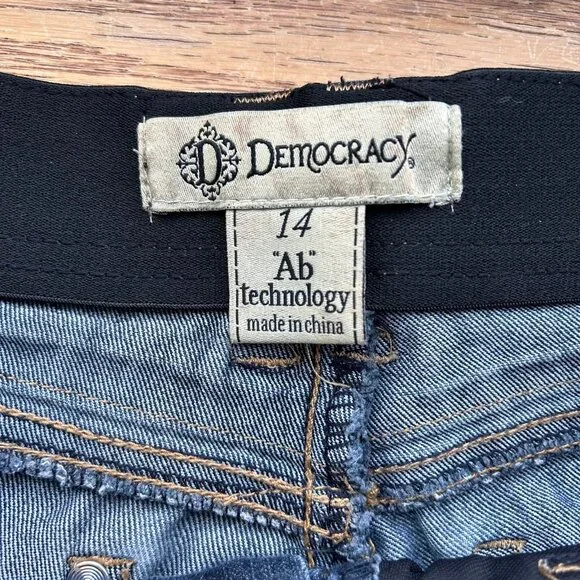 D DEMOCRACY®
14
"Ab"
technology
made in china